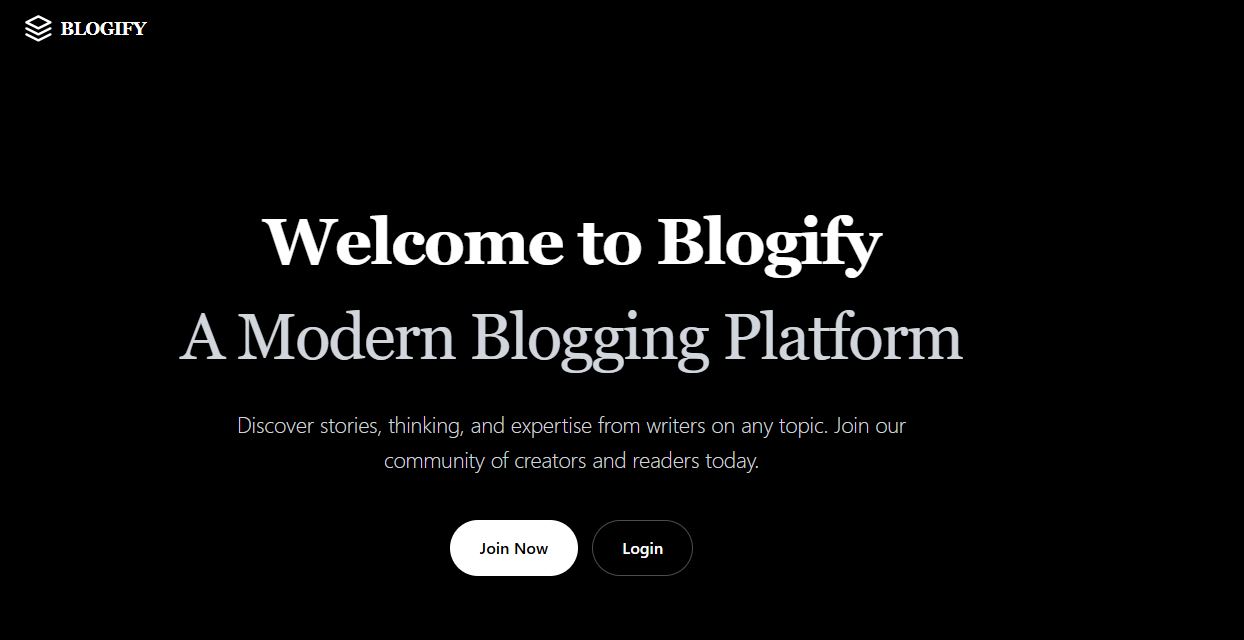 BLOGIFY
Welcome to Blogify
A Modern Blogging Platform
Discover stories, thinking, and expertise from writers on any topic. Join our
community of creators and readers today.
Join Now
Login